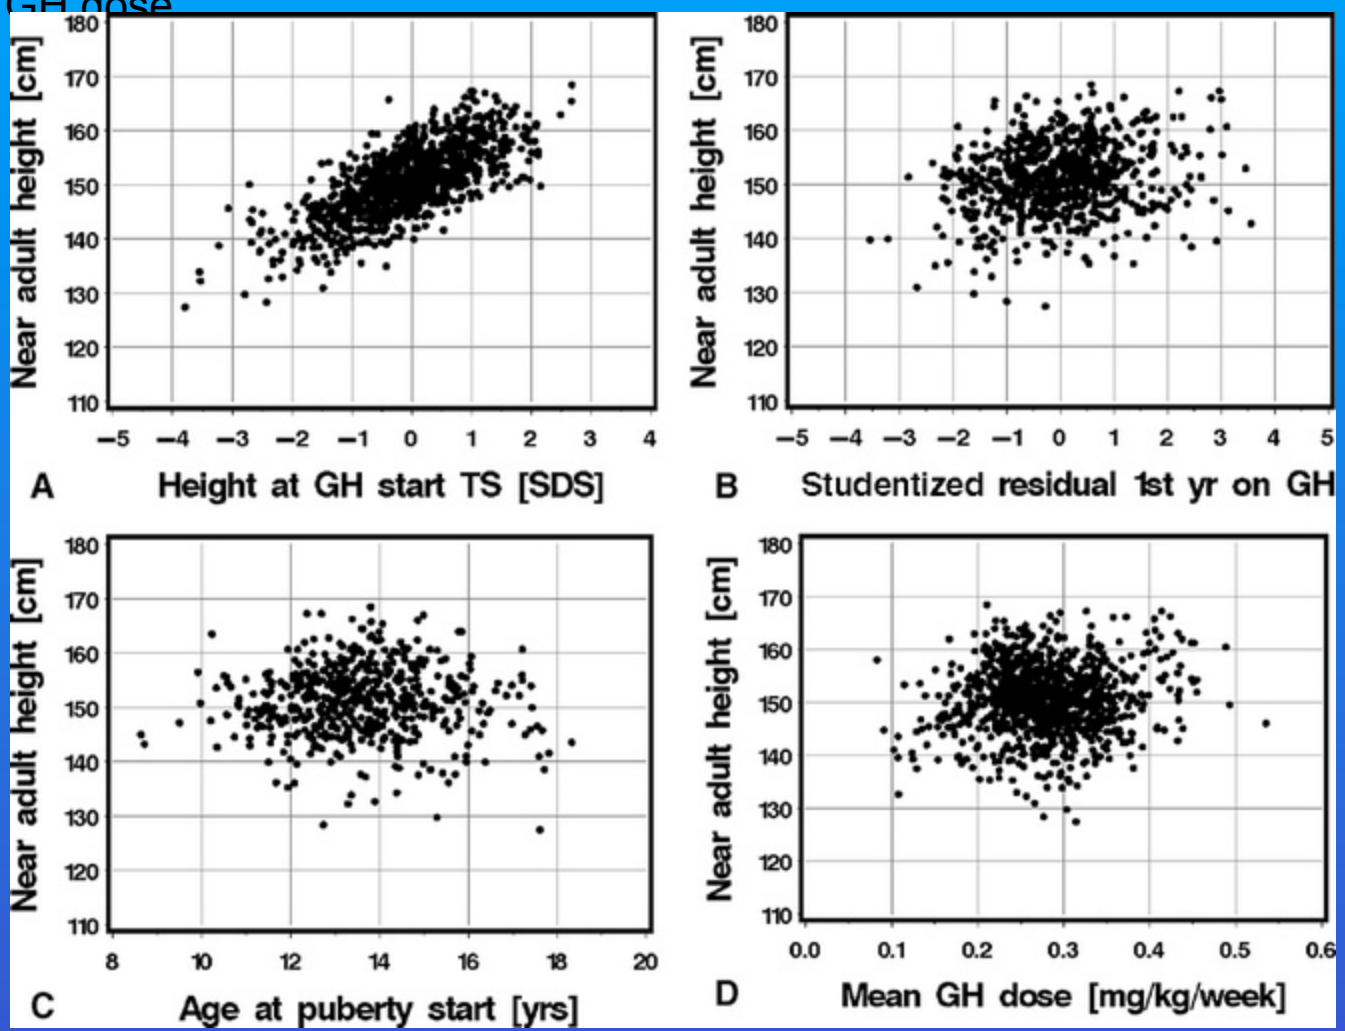 GH dose
Near adult height [cm]
180
170
160
150
140
130
120
110
–5 –4 –3 –2 –1 0 1 2 3 4
A Height at GH start TS [SDS]
Near adult height [cm]
180
170
160
150
140
130
120
110
–5 –4 –3 –2 –1 0 1 2 3 4 5
B Studentized residual 1st yr on GH
Near adult height [cm]
180
170
160
150
140
130
120
110
8 10 12 14 16 18 20
C Age at puberty start [yrs]
Near adult height [cm]
180
170
160
150
140
130
120
110
0.0 0.1 0.2 0.3 0.4 0.5 0.6
D Mean GH dose [mg/kg/week]